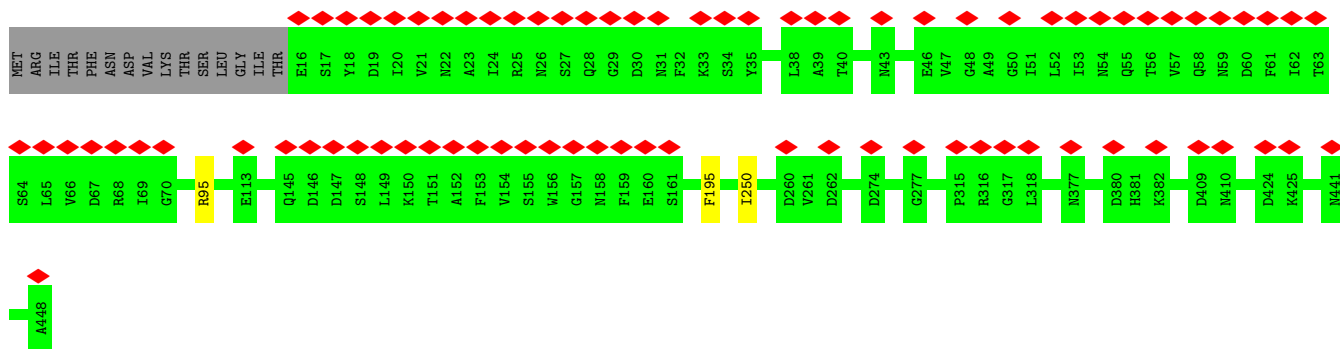 MET ARG ILE THR PHE ASN ASP VAL LYS THR SER LEU GLY ILE THR E16 S17 Y18 D19 I20 V21 N22 A23 I24 R25 N26 S27 Q28 G29 D30 N31 F32 K33 S34 Y35 L38 A39 T40 N43 E46 V47 G48 A49 G50 I51 L52 I53 N54 Q55 T56 V57 Q58 N59 D60 F61 I62 T63
S64 L65 V66 D67 R68 I69 G70 R95 E113 Q145 D146 D147 S148 L149 K150 T151 A152 F153 V154 S155 W156 G157 N158 F159 E160 S161 F195 I250 D260 V261 D262 D274 G277 P315 R316 G317 L318 N377 D380 H381 K382 D409 N410 D424 K425 N441
A448